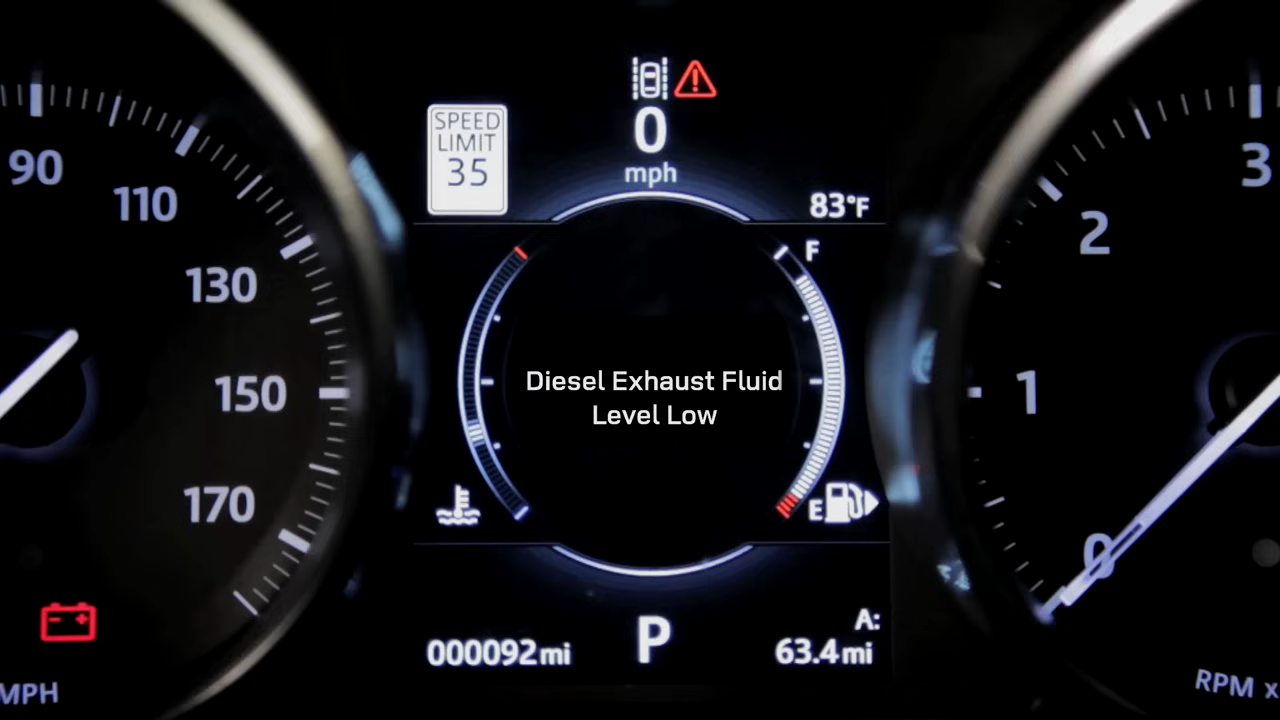 SPEED
LIMIT
35
0
mph
83°F
F
90
110
130
150
170
MPH
Diesel Exhaust Fluid
Level Low
E
000092 mi
P
A:
63.4 mi
3
2
1
0
RPM x